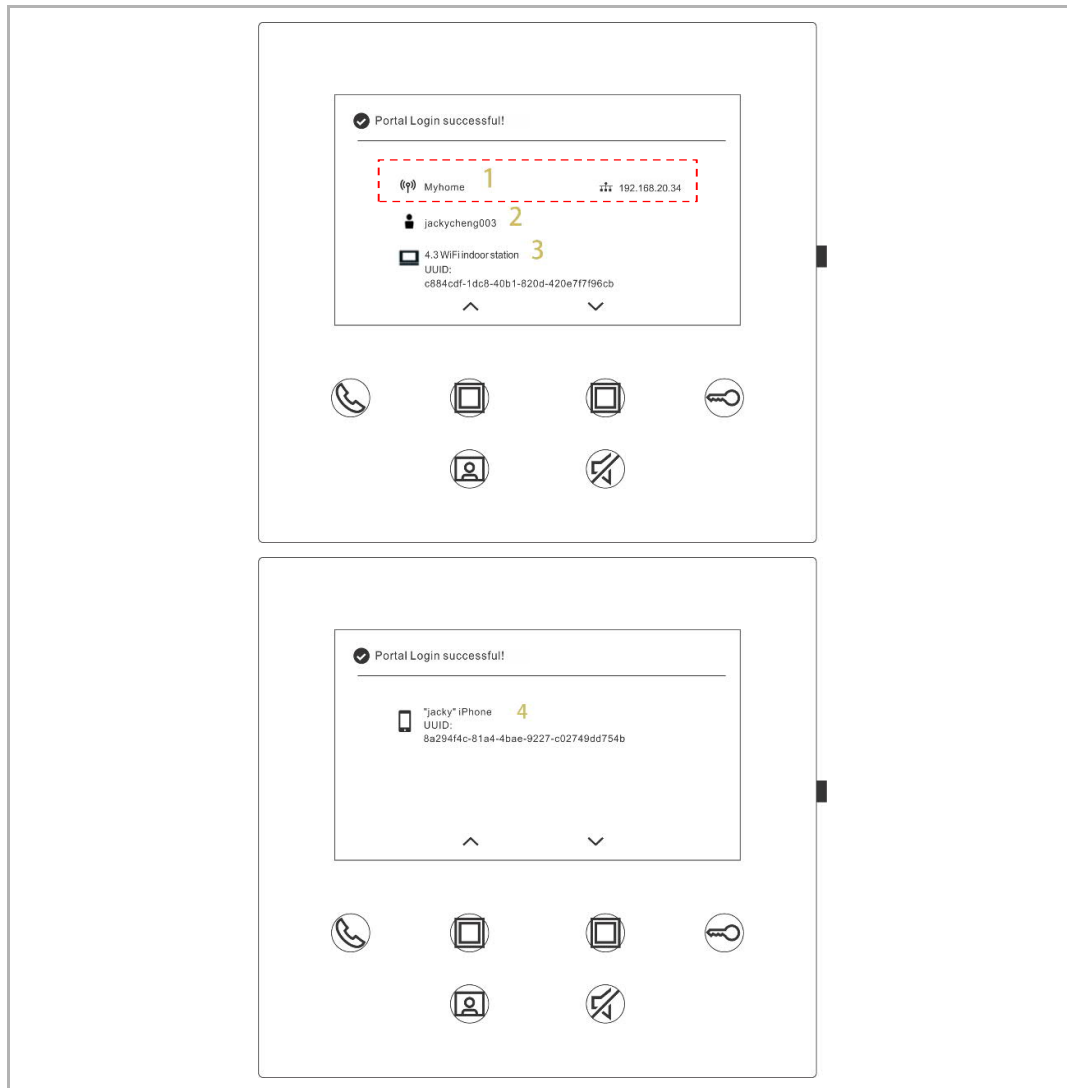 Portal Login successful!
Myhome 1 192.168.20.34
jackycheng003 2
4.3 WiFi indoor station 3
UUID:
c884cdf-1dc8-40b1-820d-420e7f7f96cb
Portal Login successful!
"jacky" iPhone 4
UUID:
8a294f4c-81a4-4bae-9227-c02749dd754b